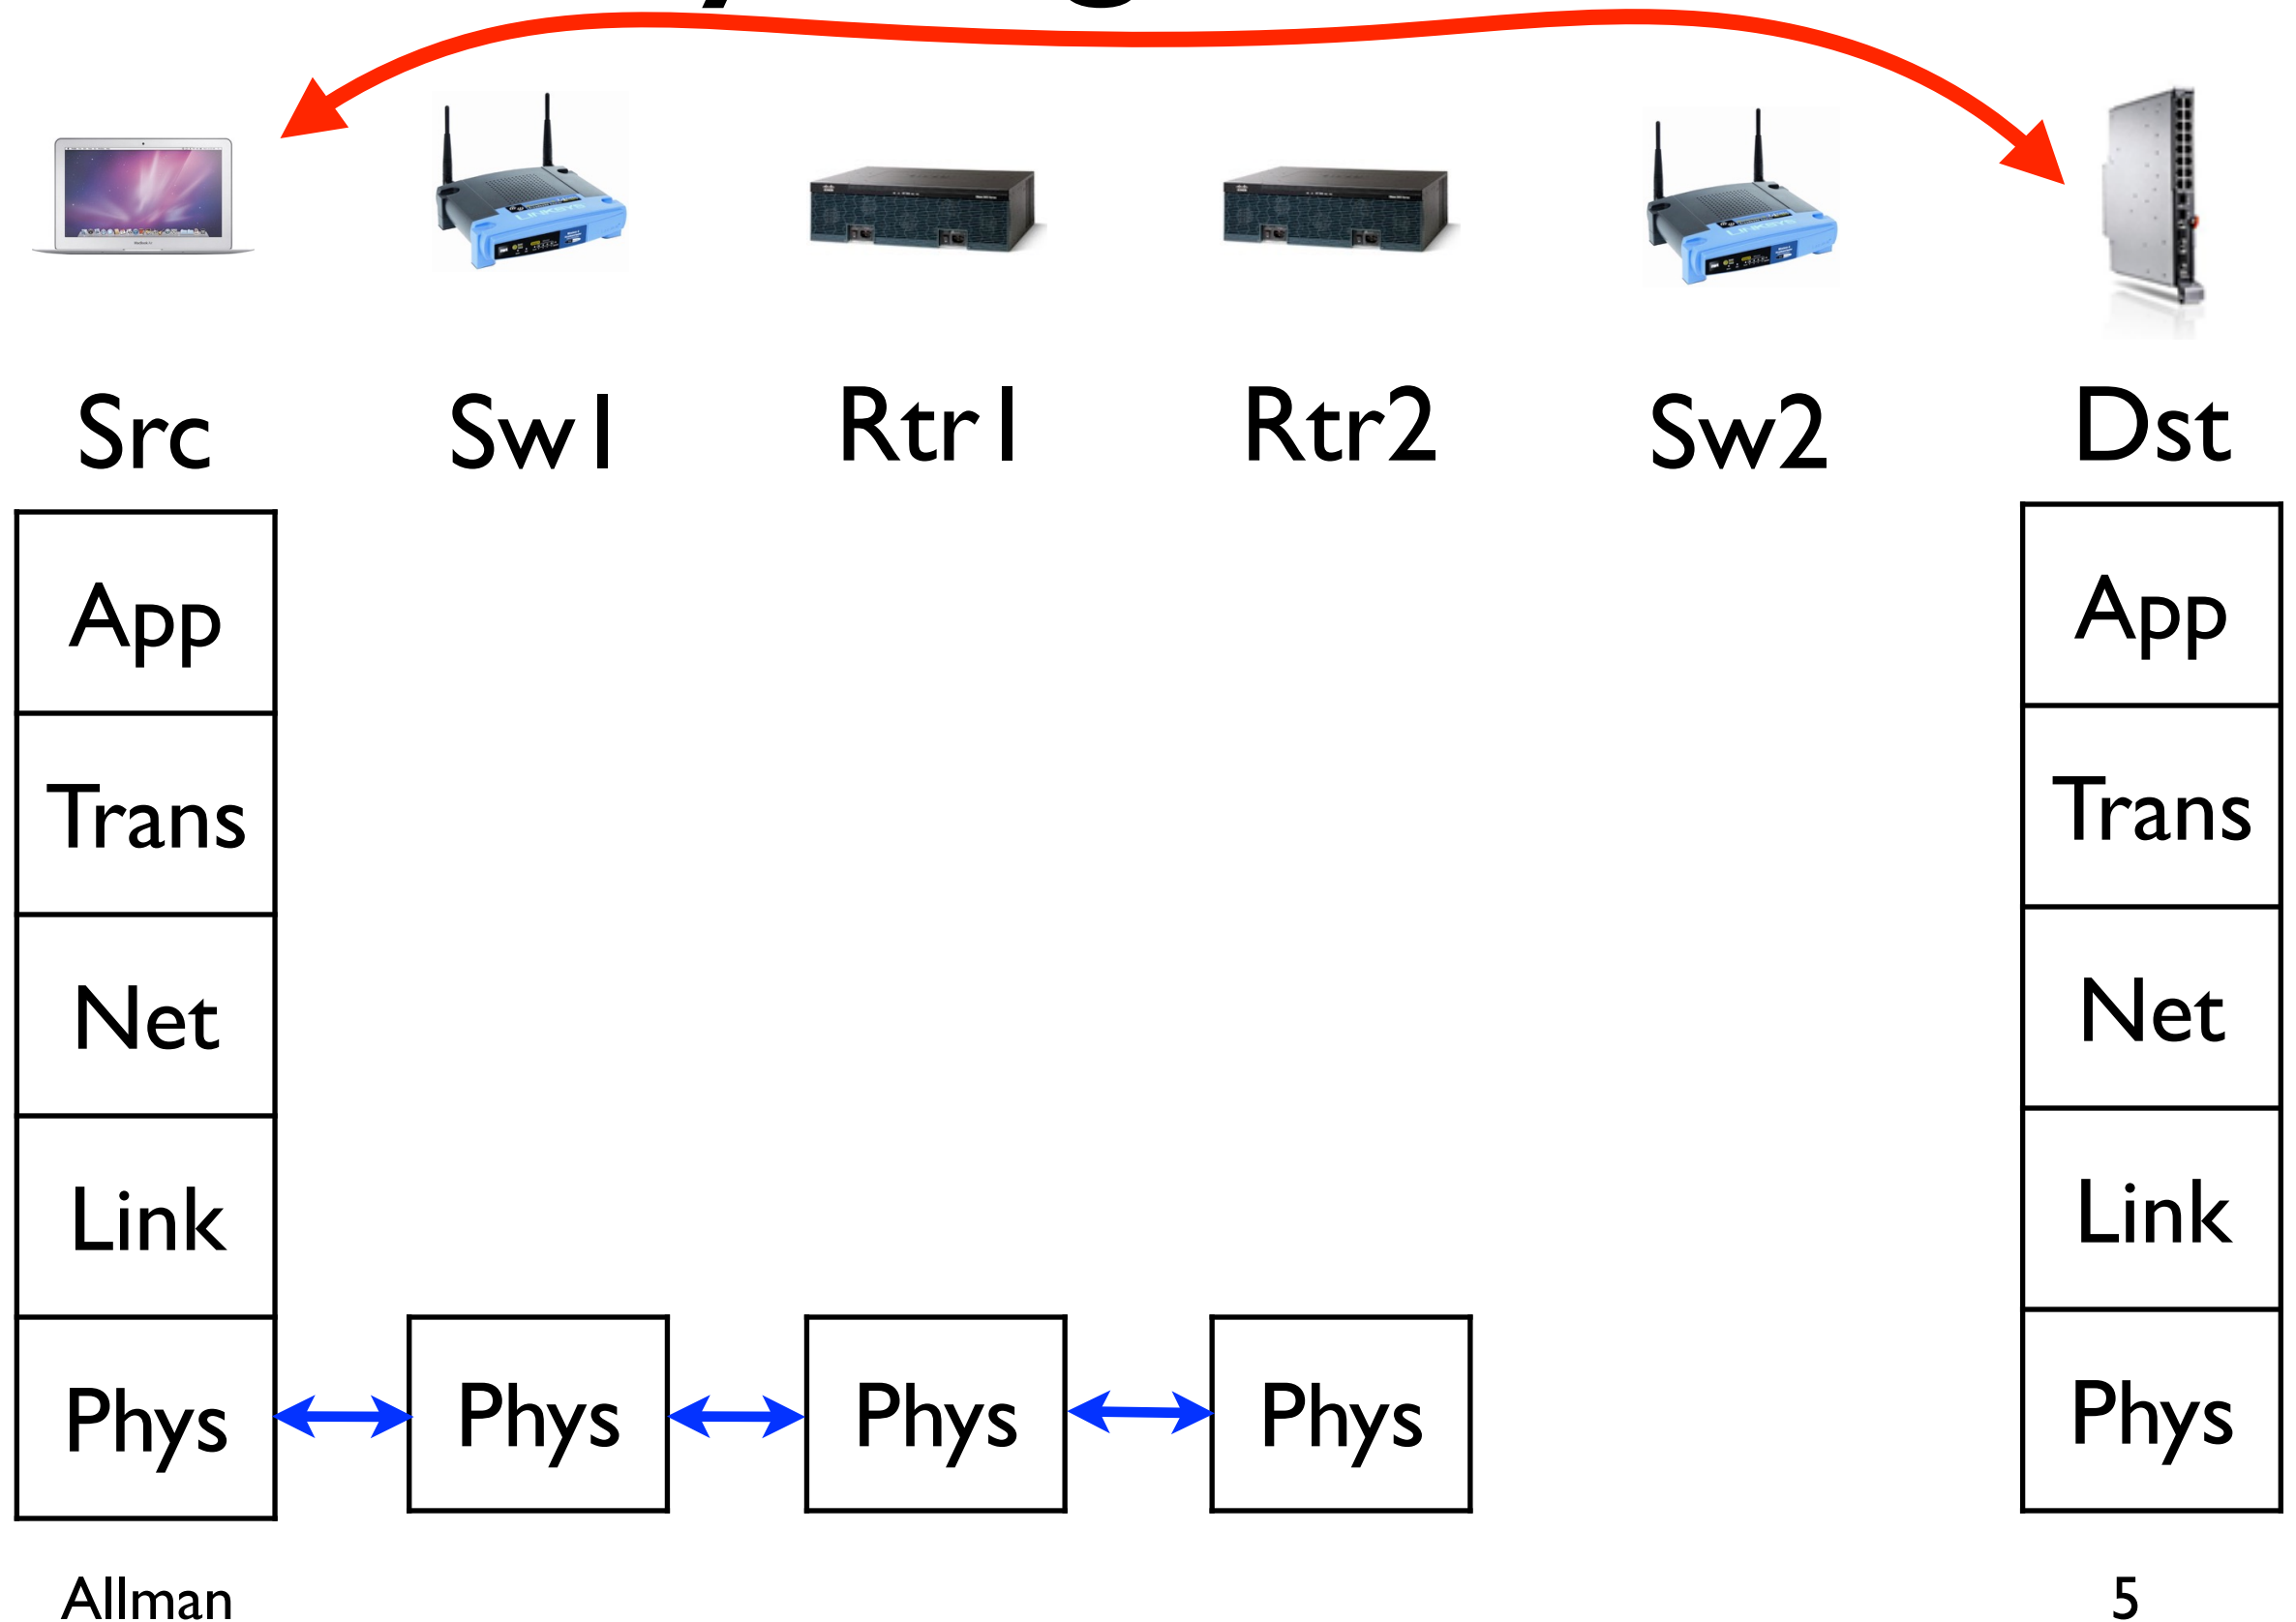 Src Sw1 Rtr1 Rtr2 Sw2 Dst
App App
Trans Trans
Net Net
Link Link
Phys Phys Phys Phys Phys
Allman 5